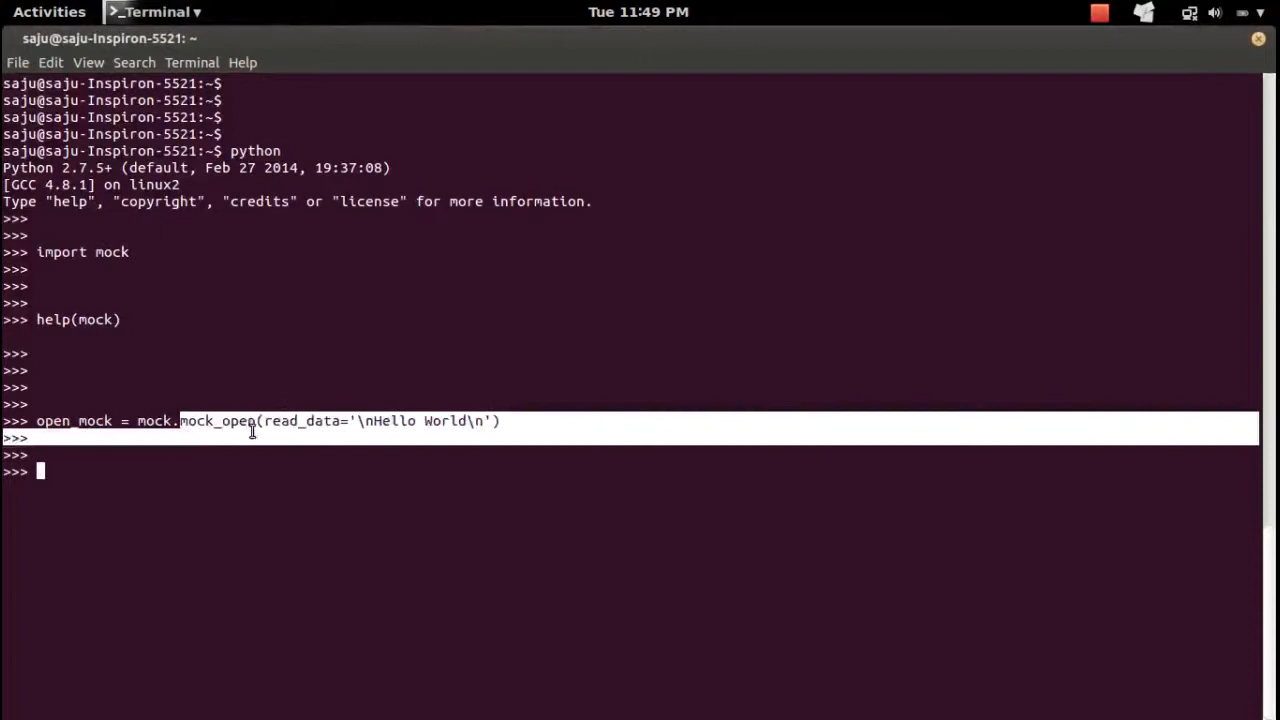 Activities >_Terminal ▾ Tue 11:49 PM
saju@saju-Inspiron-5521: ~
File Edit View Search Terminal Help
saju@saju-Inspiron-5521:~$
saju@saju-Inspiron-5521:~$
saju@saju-Inspiron-5521:~$
saju@saju-Inspiron-5521:~$
saju@saju-Inspiron-5521:~$ python
Python 2.7.5+ (default, Feb 27 2014, 19:37:08)
[GCC 4.8.1] on linux2
Type "help", "copyright", "credits" or "license" for more information.
>>>
>>>
>>> import mock
>>>
>>>
>>>
>>> help(mock)
>>>
>>>
>>>
>>>
>>> open_mock = mock.mock_open(read_data='\nHello World\n')
>>>
>>>
>>>